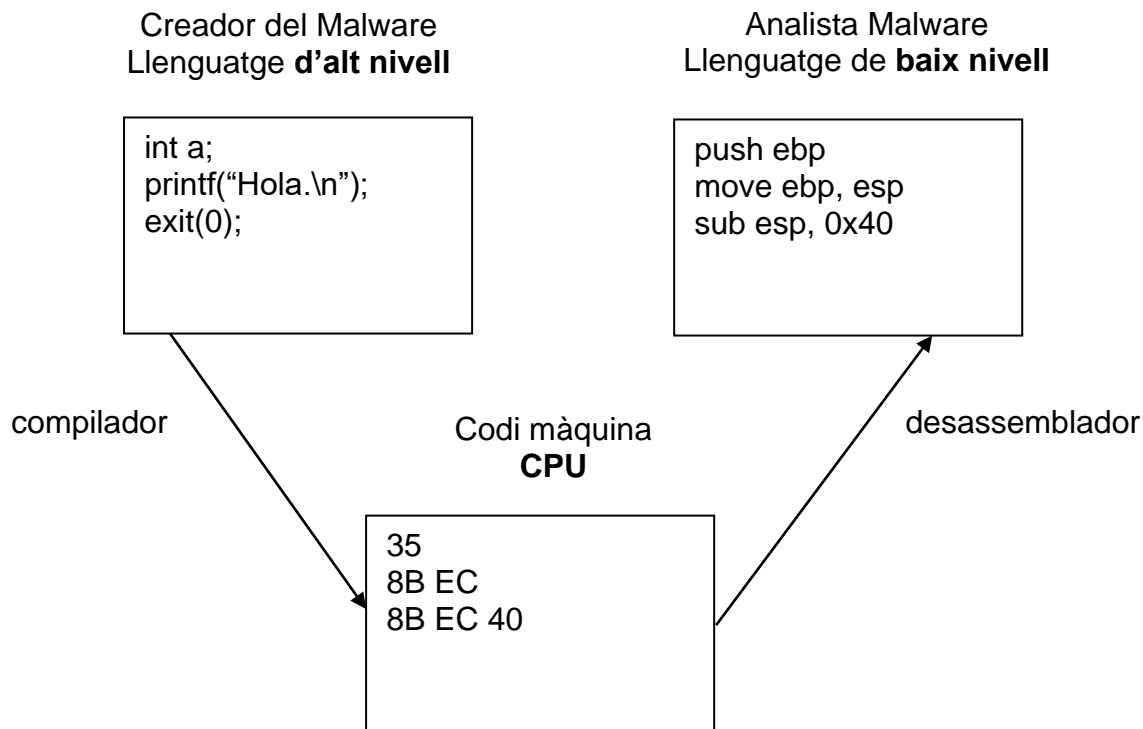 Creador del Malware
Llenguatge d’alt nivell
int a;
printf(“Hola.\n”);
exit(0);
Analista Malware
Llenguatge de baix nivell
push ebp
move ebp, esp
sub esp, 0x40
compilador
Codi màquina
CPU
desassemblador
35
8B EC
8B EC 40